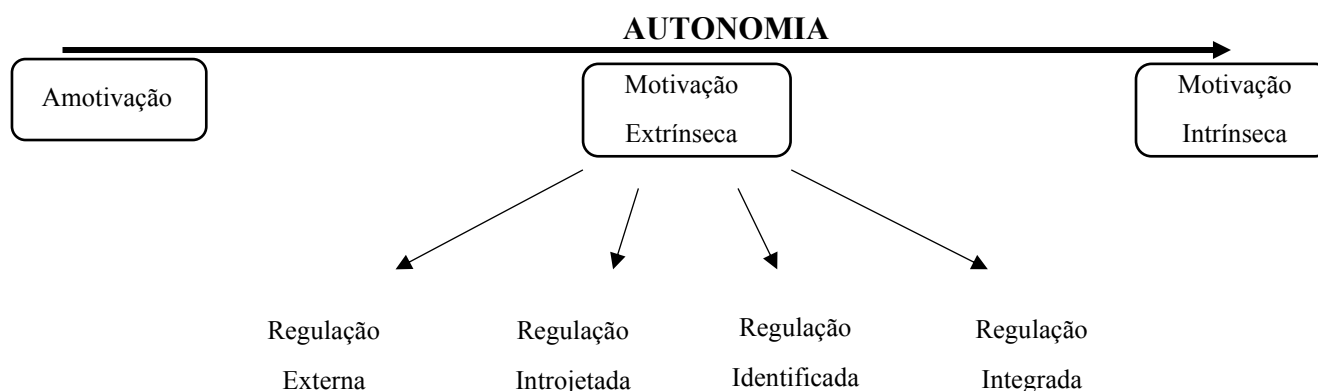 AUTONOMIA
Amotivação
Motivação
Extrínseca
Motivação
Intrínseca
Regulação
Externa
Regulação
Introjetada
Regulação
Identificada
Regulação
Integrada